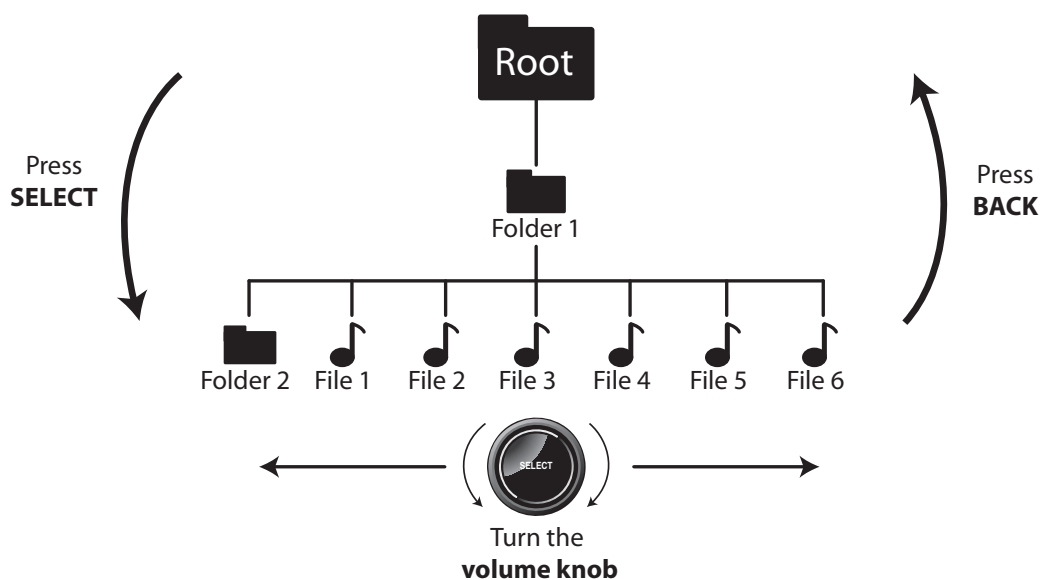 Root
Press
SELECT
Press
BACK
Folder 1
Folder 2
File 1
File 2
File 3
File 4
File 5
File 6
SELECT
Turn the
volume knob